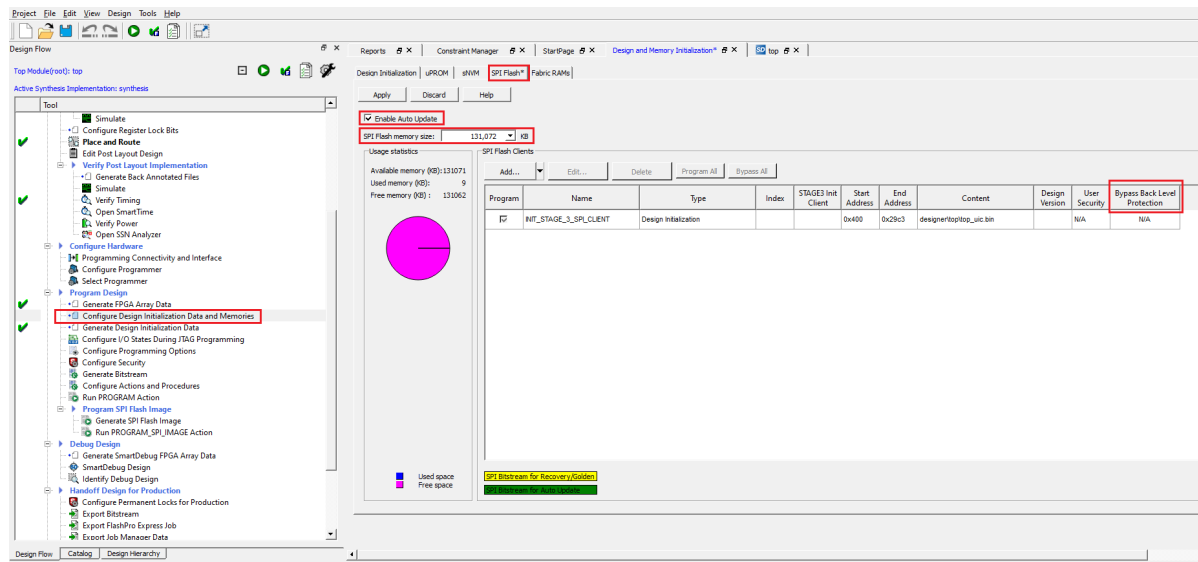 Project File Edit View Design Tools Help
Design Flow
Top Module(root): top
Active Synthesis Implementation: synthesis
Tool
Simulate
Configure Register Lock Bits
Place and Route
Edit Post Layout Design
Verify Post Layout Implementation
Generate Back Annotated Files
Simulate
Verify Timing
Open SmartTime
Verify Power
Open SSN Analyzer
Configure Hardware
Programming Connectivity and Interface
Configure Programmer
Select Programmer
Program Design
Generate FPGA Array Data
Configure Design Initialization Data and Memories
Generate Design Initialization Data
Configure I/O States During JTAG Programming
Configure Programming Options
Configure Security
Generate Bitstream
Configure Actions and Procedures
Run PROGRAM Action
Program SPI Flash Image
Generate SPI Flash Image
Run PROGRAM_SPI_IMAGE Action
Debug Design
Generate SmartDebug FPGA Array Data
SmartDebug Design
Identify Debug Design
Handoff Design for Production
Configure Permanent Locks for Production
Export Bitstream
Export FlashPro Express Job
Export Job Manager Data
Design Flow Catalog Design Hierarchy
Reports Constraint Manager StartPage Design and Memory Initialization* top
Design Initialization uPROM sNVM SPI Flash* Fabric RAMs
Apply Discard Help
Enable Auto Update
SPI Flash memory size: 131,072 KB
Usage statistics
Available memory (KB):131071
Used memory (KB): 9
Free memory (KB) : 131062
Used space
Free space
SPI Flash Clients
Add... Edit... Delete Program All Bypass All
Program Name Type Index STAGE3 Init Client Start Address End Address Content Design Version User Security Bypass Back Level Protection
INIT_STAGE_3_SPI_CLIENT Design Initialization 0x400 0x29c3 designer\top\top_uic.bin N/A N/A
SPI Bitstream for Recovery/Golden
SPI Bitstream for Auto Update